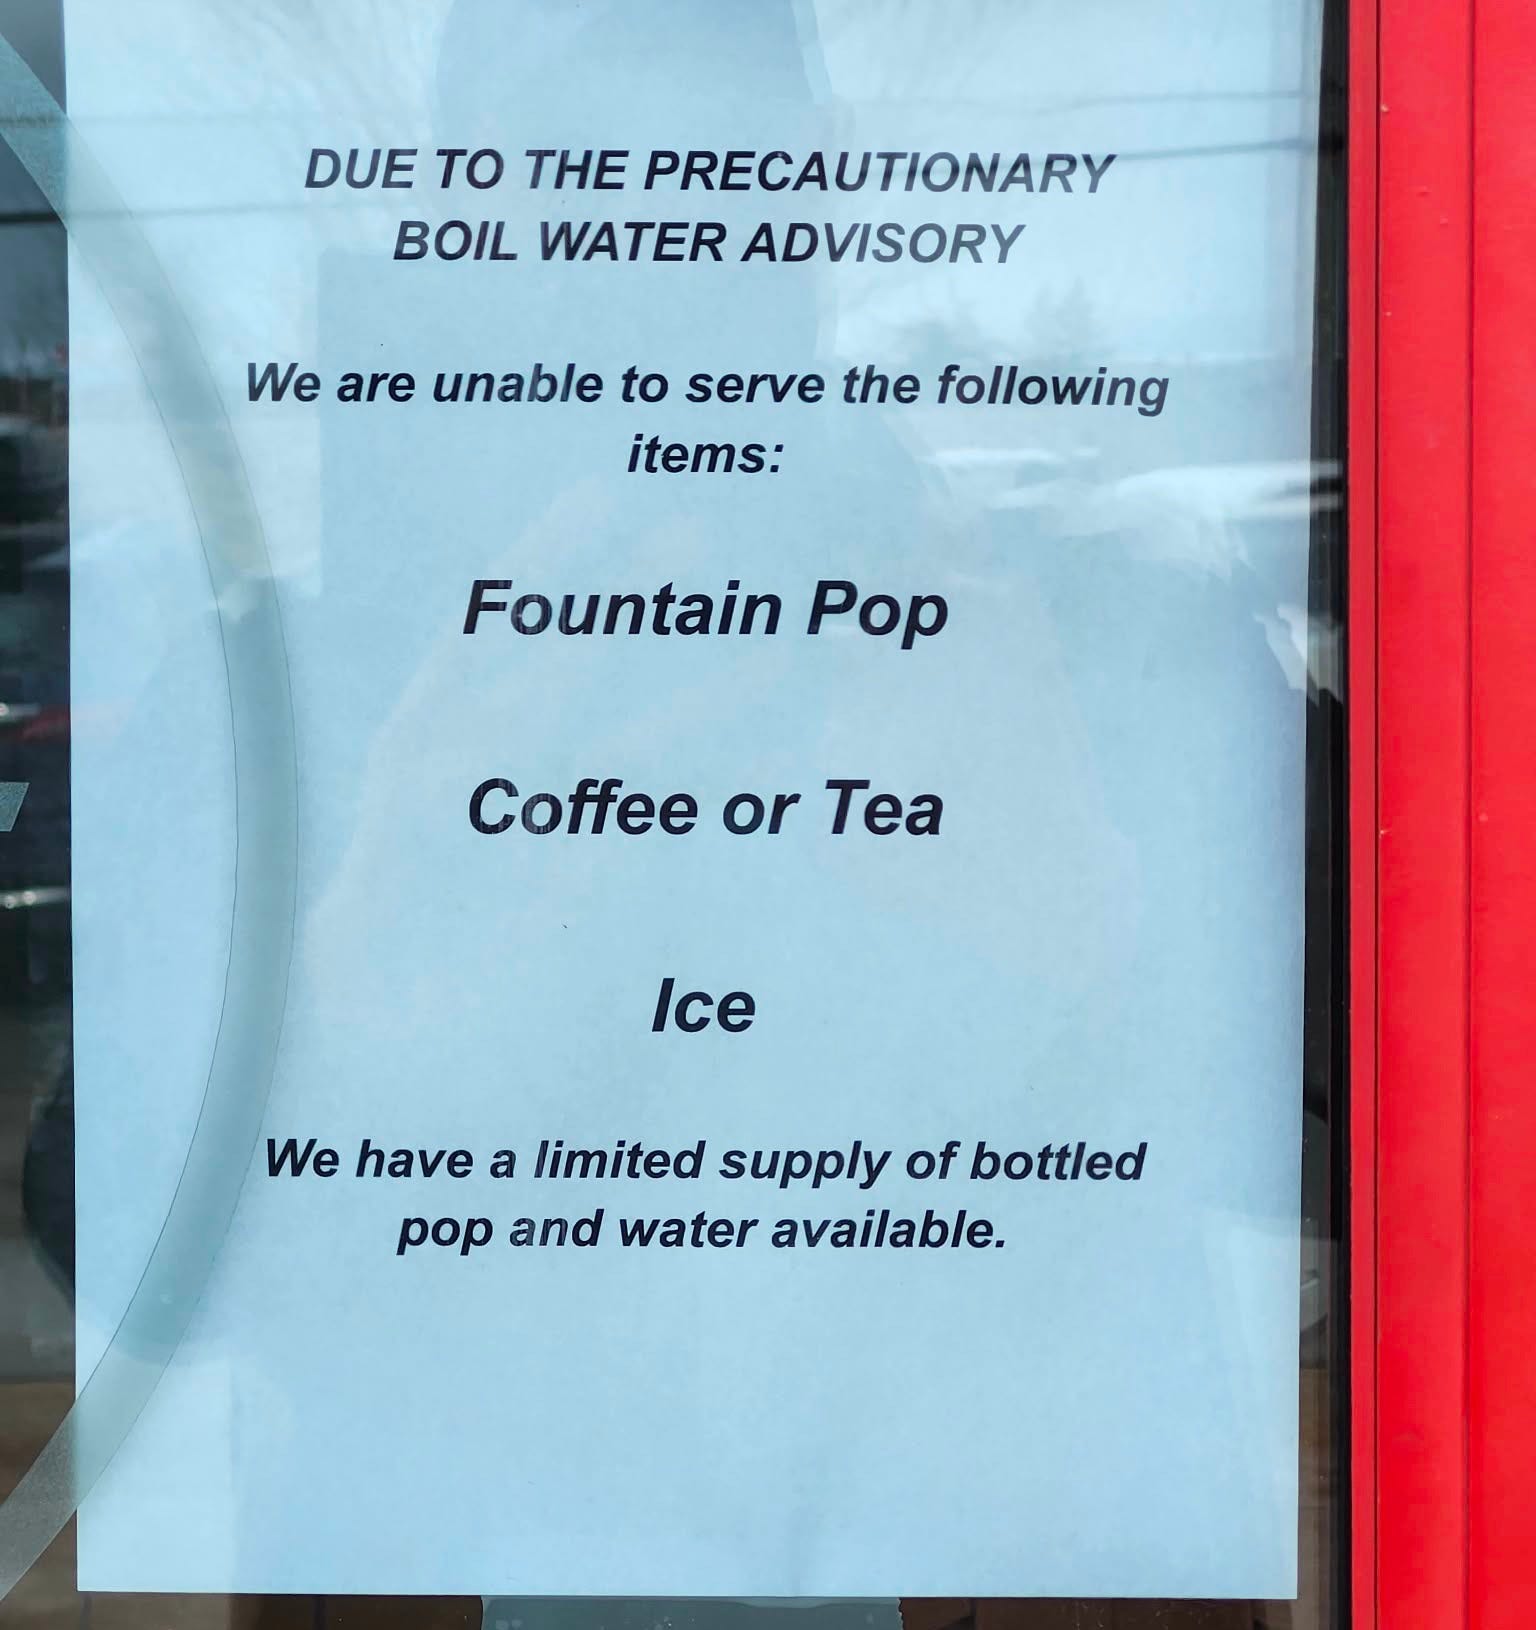 DUE TO THE PRECAUTIONARY
BOIL WATER ADVISORY
We are unable to serve the following
items:
Fountain Pop
Coffee or Tea
Ice
We have a limited supply of bottled
pop and water available.